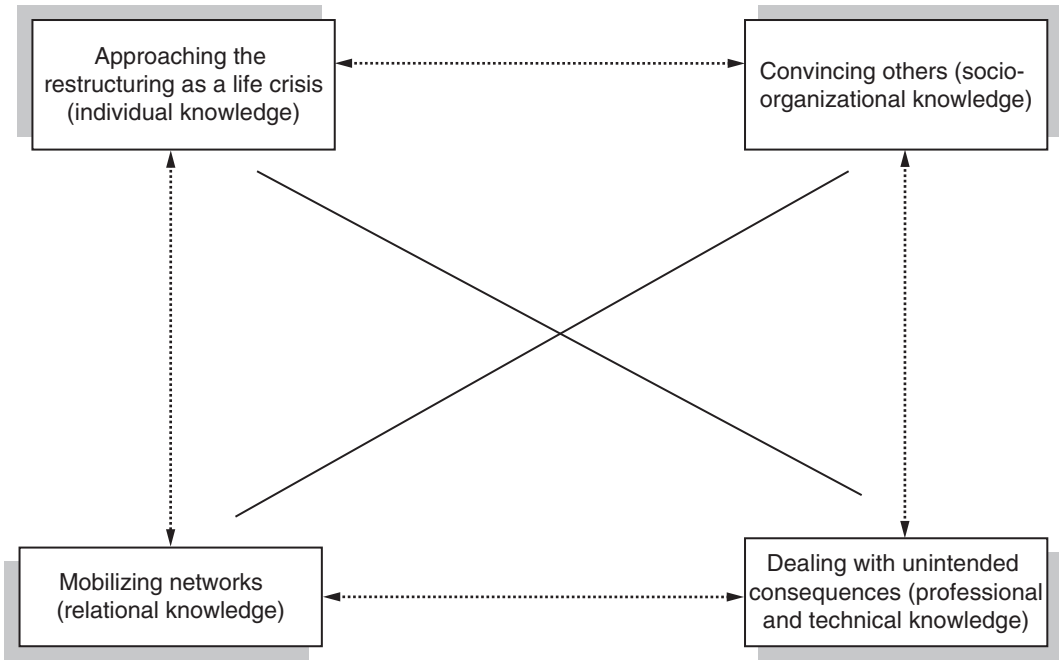 Approaching the
restructuring as a life crisis
(individual knowledge)
Convincing others (socio-
organizational knowledge)
Mobilizing networks
(relational knowledge)
Dealing with unintended
consequences (professional
and technical knowledge)